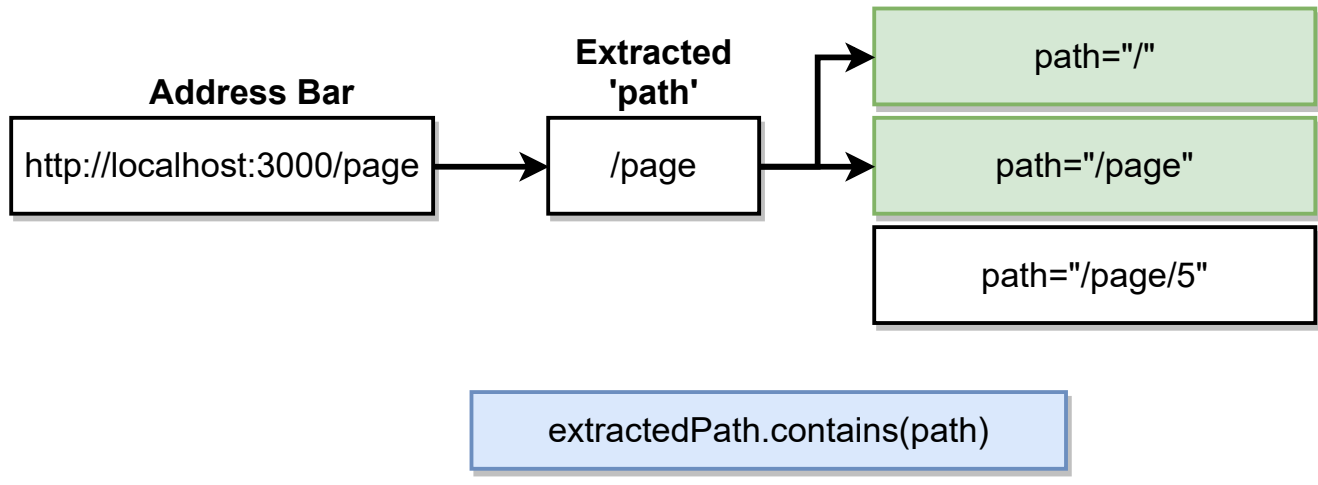 Address Bar
http://localhost:3000/page
Extracted
'path'
/page
path="/"
path="/page"
path="/page/5"
extractedPath.contains(path)